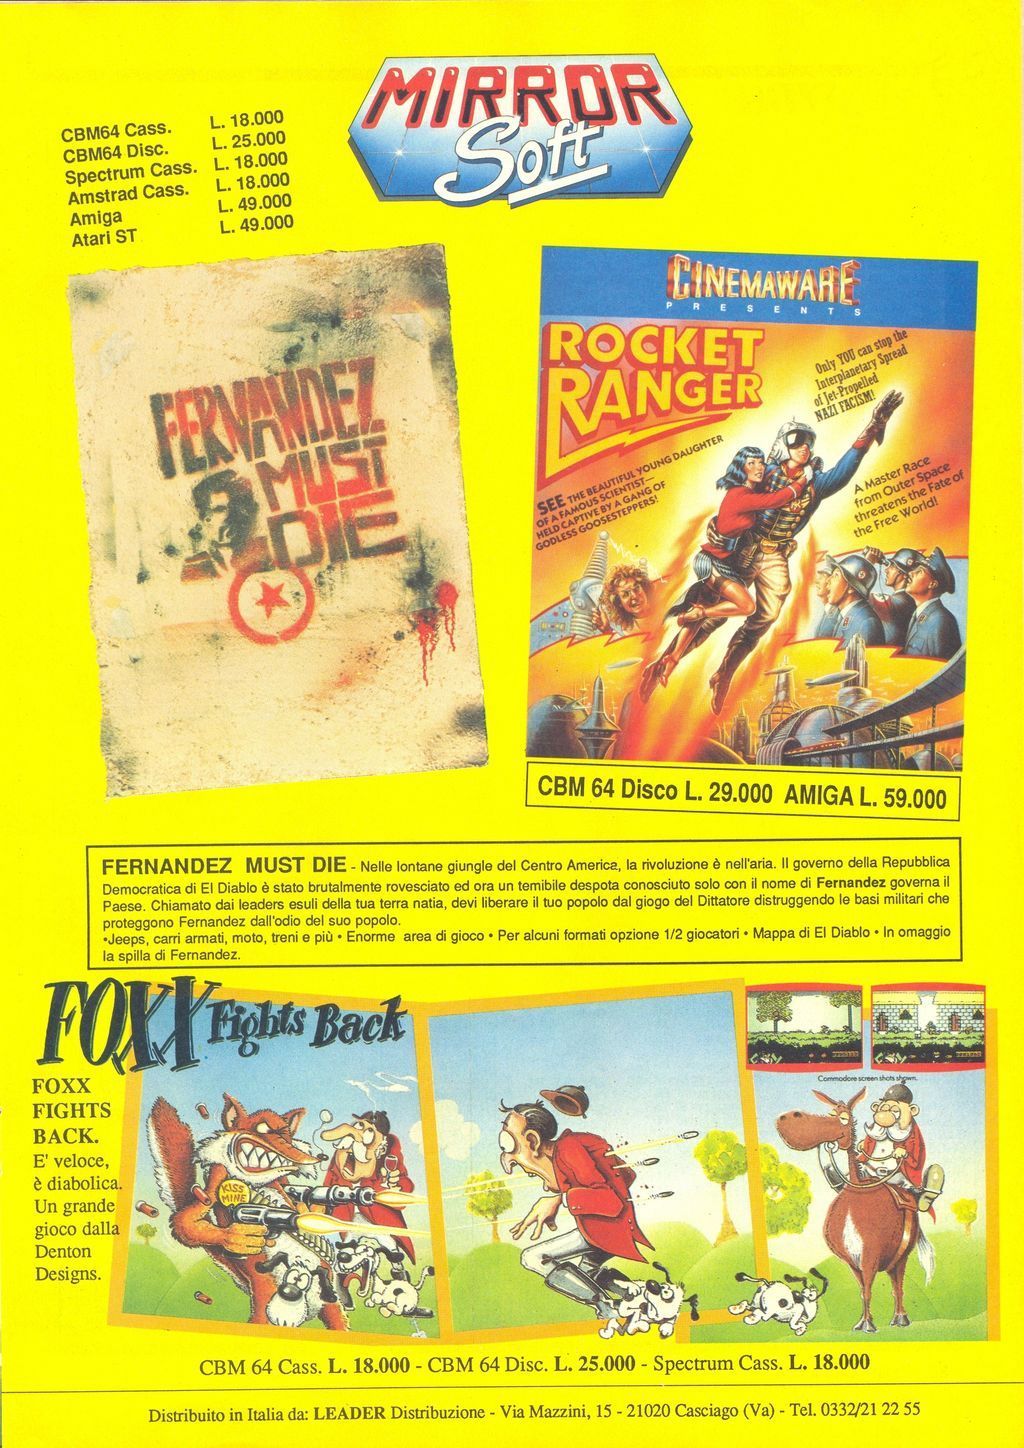 MIRROR
Soft
CBM64 Cass. L. 18.000
CBM64 Disc. L. 25.000
Spectrum Cass. L. 18.000
Amstrad Cass. L. 18.000
Amiga L. 49.000
Atari ST L. 49.000
FERNANDEZ
MUST
DIE
CINEMAWARE
PRESENTS
ROCKET
RANGER
Only YOU can stop the
Interplanetary Spread
of Jet-Propelled
NAZI FACISM!
SEE THE BEAUTIFUL YOUNG DAUGHTER
OF A FAMOUS SCIENTIST—
HELD CAPTIVE BY A GANG OF
GODLESS GOOSESTEPPERS!
A Master Race
from Outer Space
threatens the Fate of
the Free World!
CBM 64 Disco L. 29.000 AMIGA L. 59.000
FERNANDEZ MUST DIE - Nelle lontane giungle del Centro America, la rivoluzione è nell'aria. Il governo della Repubblica
Democratica di El Diablo è stato brutalmente rovesciato ed ora un temibile despota conosciuto solo con il nome di Fernandez governa il
Paese. Chiamato dai leaders esuli della tua terra natia, devi liberare il tuo popolo dal giogo del Dittatore distruggendo le basi militari che
proteggono Fernandez dall'odio del suo popolo.
•Jeeps, carri armati, moto, treni e più • Enorme area di gioco • Per alcuni formati opzione 1/2 giocatori • Mappa di El Diablo • In omaggio
la spilla di Fernandez.
FOXX Fights Back
FOXX
FIGHTS
BACK.
E' veloce,
è diabolica.
Un grande
gioco dalla
Denton
Designs.
KISS
MINE
Commodore screen shots shown.
CBM 64 Cass. L. 18.000 - CBM 64 Disc. L. 25.000 - Spectrum Cass. L. 18.000
Distribuito in Italia da: LEADER Distribuzione - Via Mazzini, 15 - 21020 Casciago (Va) - Tel. 0332/21 22 55